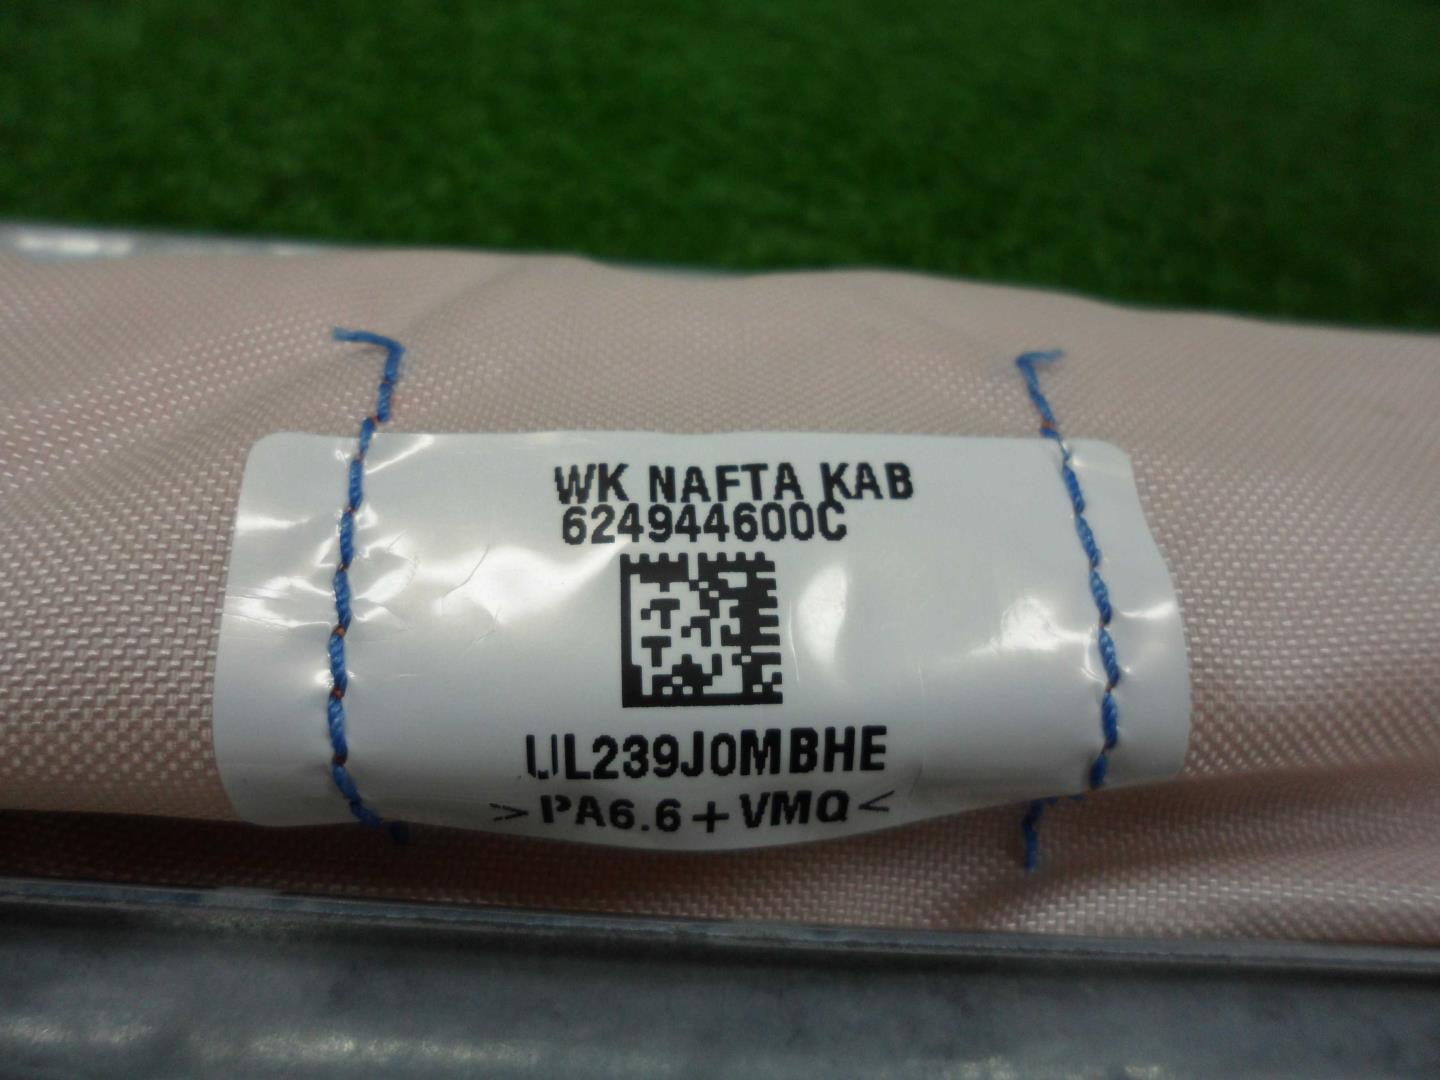 WK NAFTA KAB
624944600C
UL239J0MBHE
>PA6.6+VMQ<